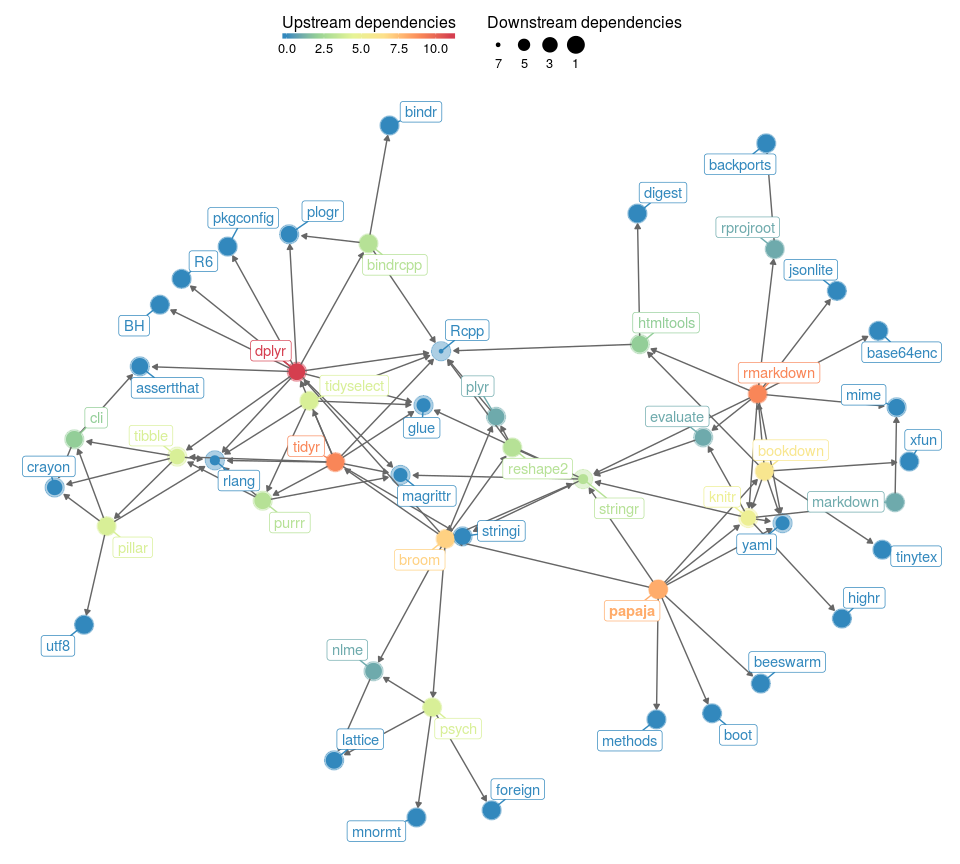 Upstream dependencies
0.0 2.5 5.0 7.5 10.0
Downstream dependencies
7 5 3 1
bindr
backports
digest
plogr
pkgconfig
rprojroot
R6
bindrcpp
jsonlite
BH
htmltools
Rcpp
base64enc
dplyr
rmarkdown
assertthat
tidyselect
plyr
mime
cli
evaluate
glue
tibble
tidyr
xfun
bookdown
crayon
reshape2
rlang
magrittr
knitr
markdown
stringr
purrr
stringi
yaml
pillar
tinytex
broom
highr
papaja
utf8
nlme
beeswarm
psych
boot
lattice
methods
foreign
mnormt